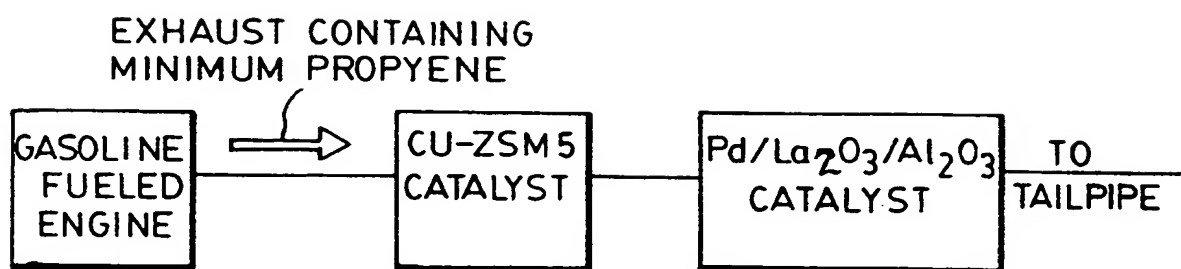 EXHAUST CONTAINING
MINIMUM PROPYENE
GASOLINE
FUELED
ENGINE
CU-ZSM5
CATALYST
Pd/La2O3/Al2O3
CATALYST
TO
TAILPIPE